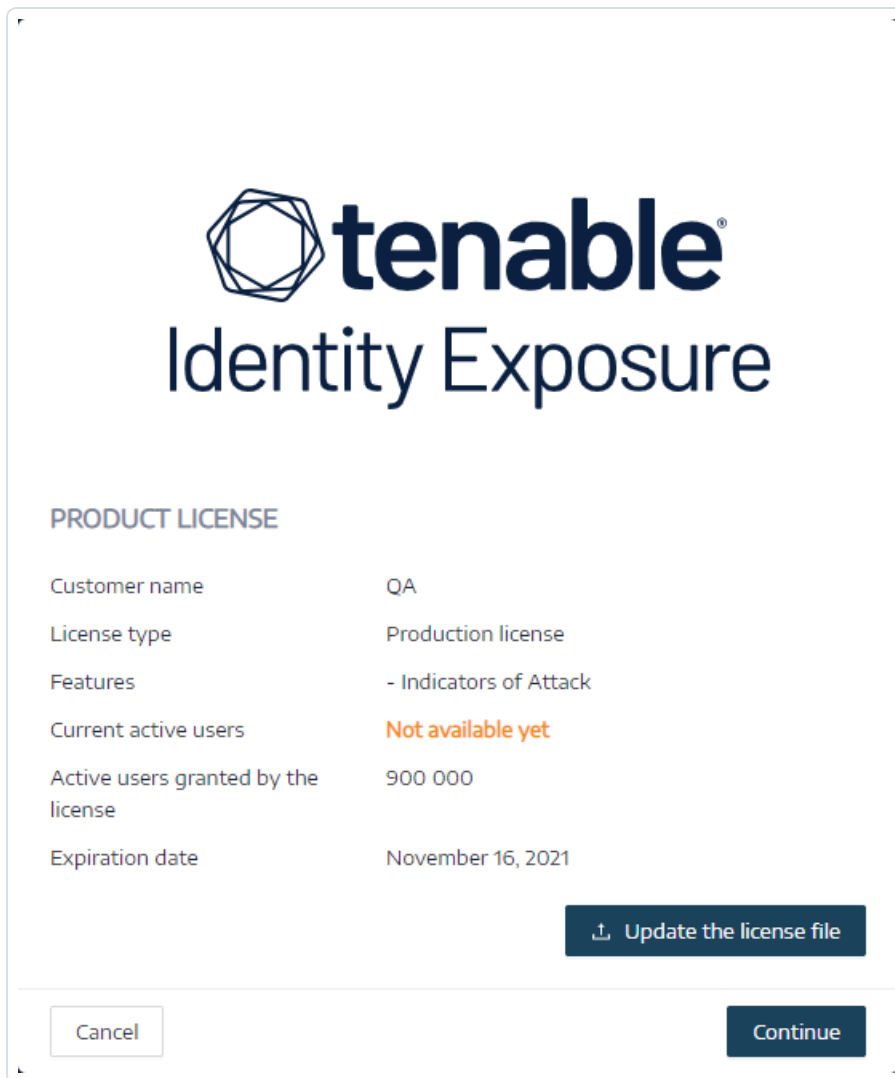 tenable®
Identity Exposure
PRODUCT LICENSE
Customer name QA
License type Production license
Features - Indicators of Attack
Current active users Not available yet
Active users granted by the 900 000
license
Expiration date November 16, 2021
Update the license file
Cancel Continue